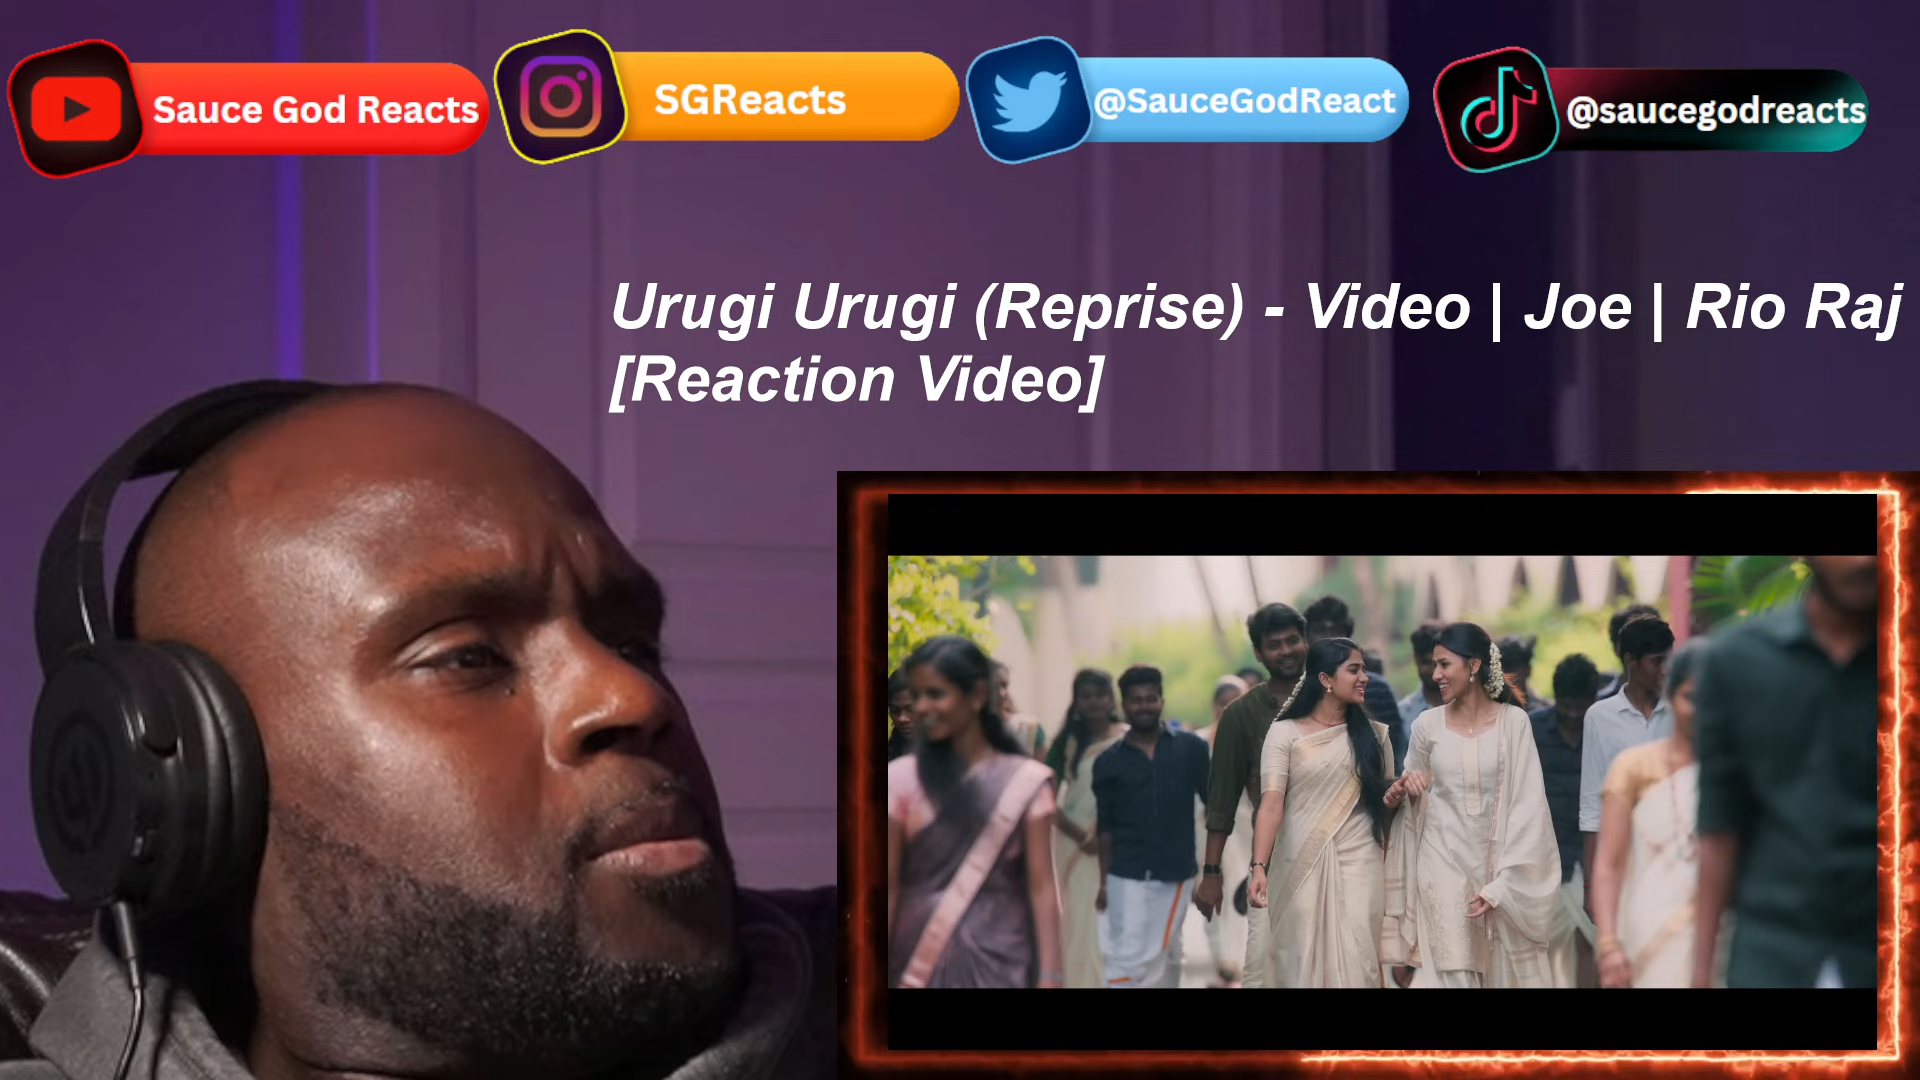 Sauce God Reacts
SGReacts
@SauceGodReact
@saucegodreacts
Urugi Urugi (Reprise) - Video | Joe | Rio Raj
[Reaction Video]